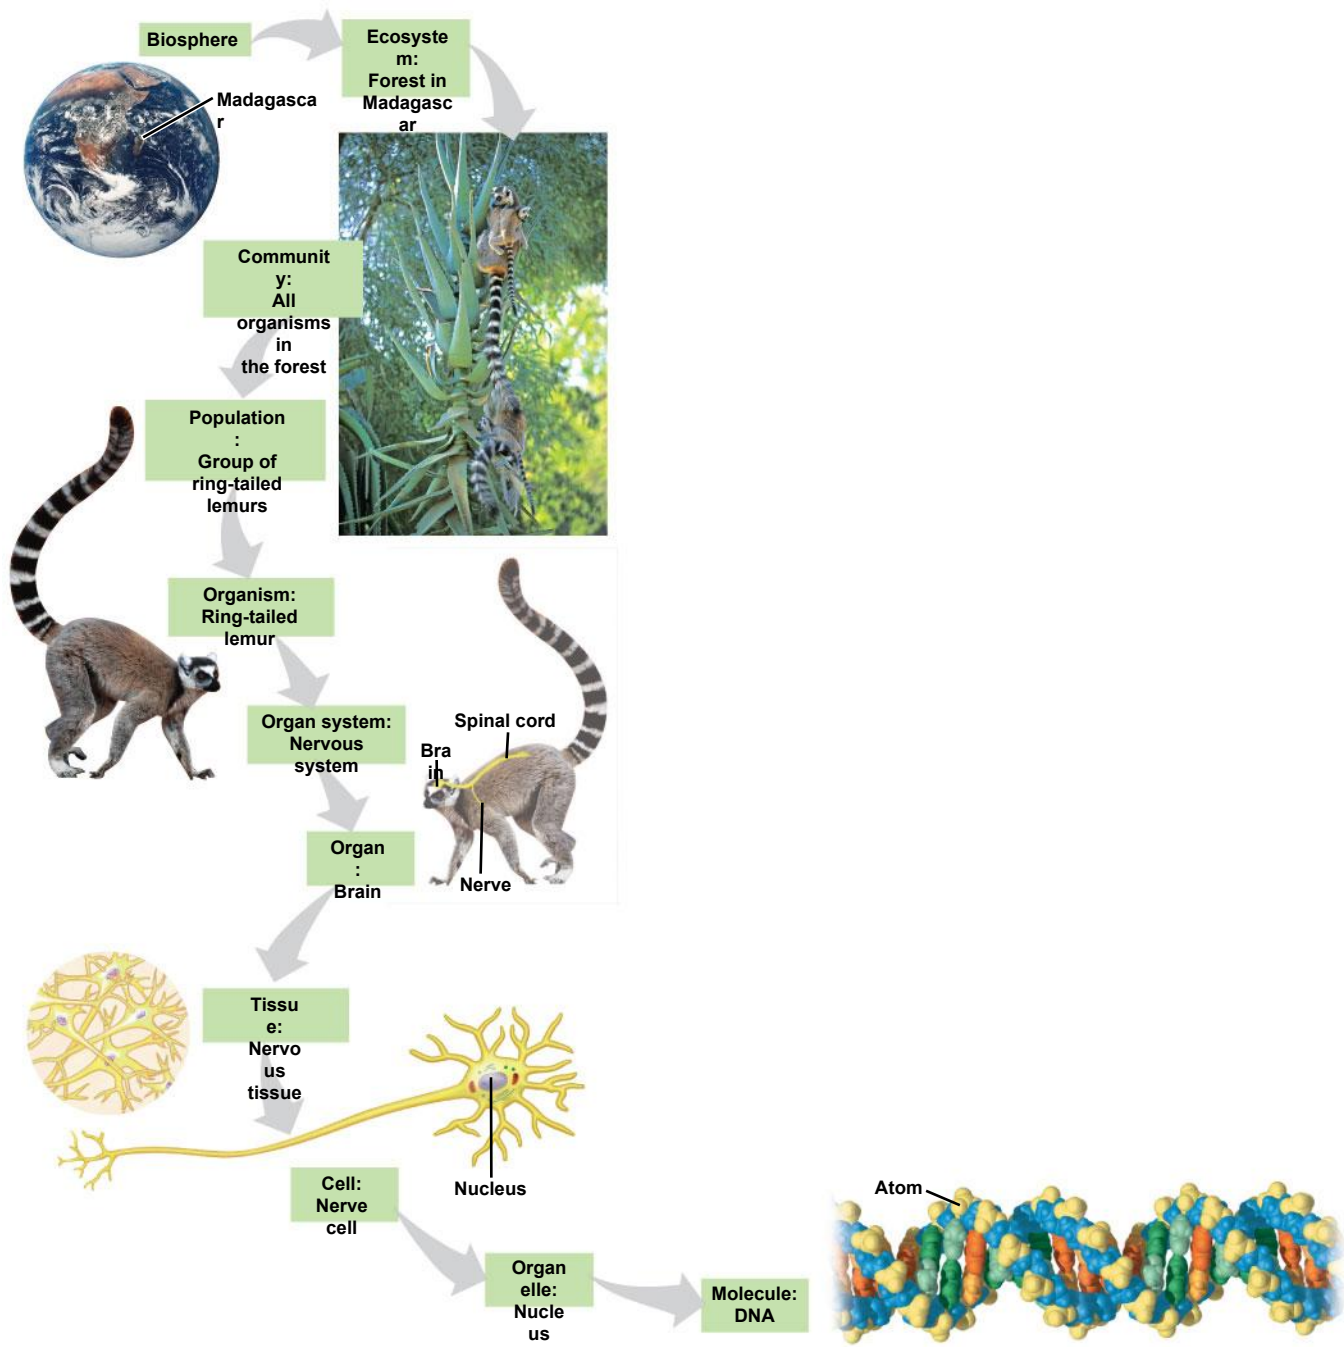 Biosphere
Ecosyste
m:
Forest in
Madagasc
ar
Madagasca
r
Communit
y:
All
organisms
in
the forest
Population
:
Group of
ring-tailed
lemurs
Organism:
Ring-tailed
lemur
Organ system:
Nervous
system
Spinal cord
Bra
in
Nerve
Organ
:
Brain
Tissu
e:
Nervo
us
tissue
Nucleus
Cell:
Nerve
cell
Organ
elle:
Nucle
us
Molecule:
DNA
Atom